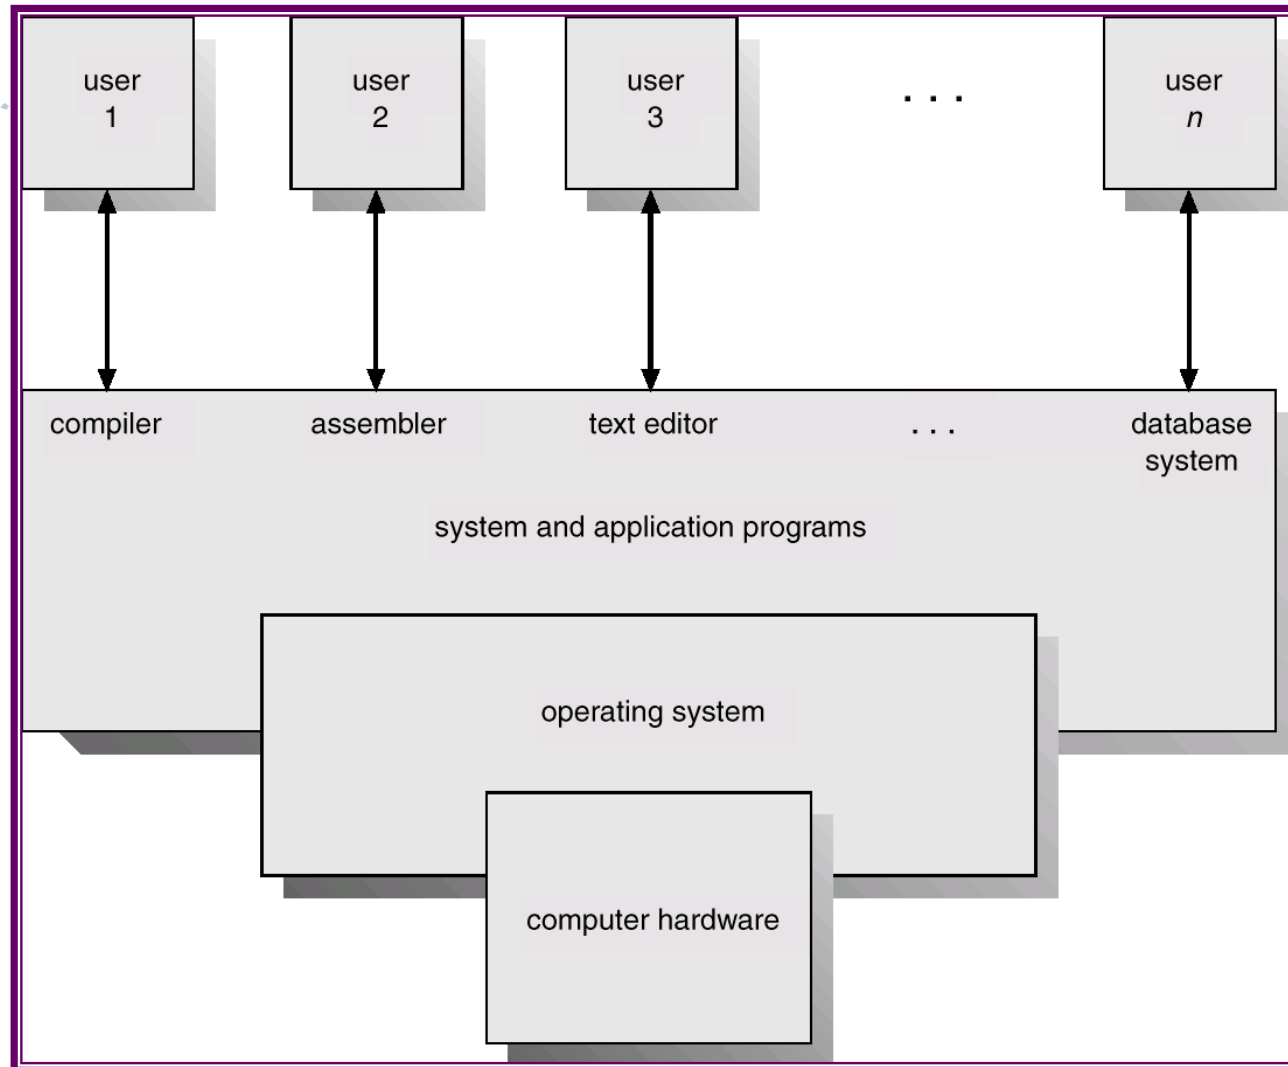 user
1
user
2
user
3
. . .
user
n
compiler
assembler
text editor
. . .
database
system
system and application programs
operating system
computer hardware